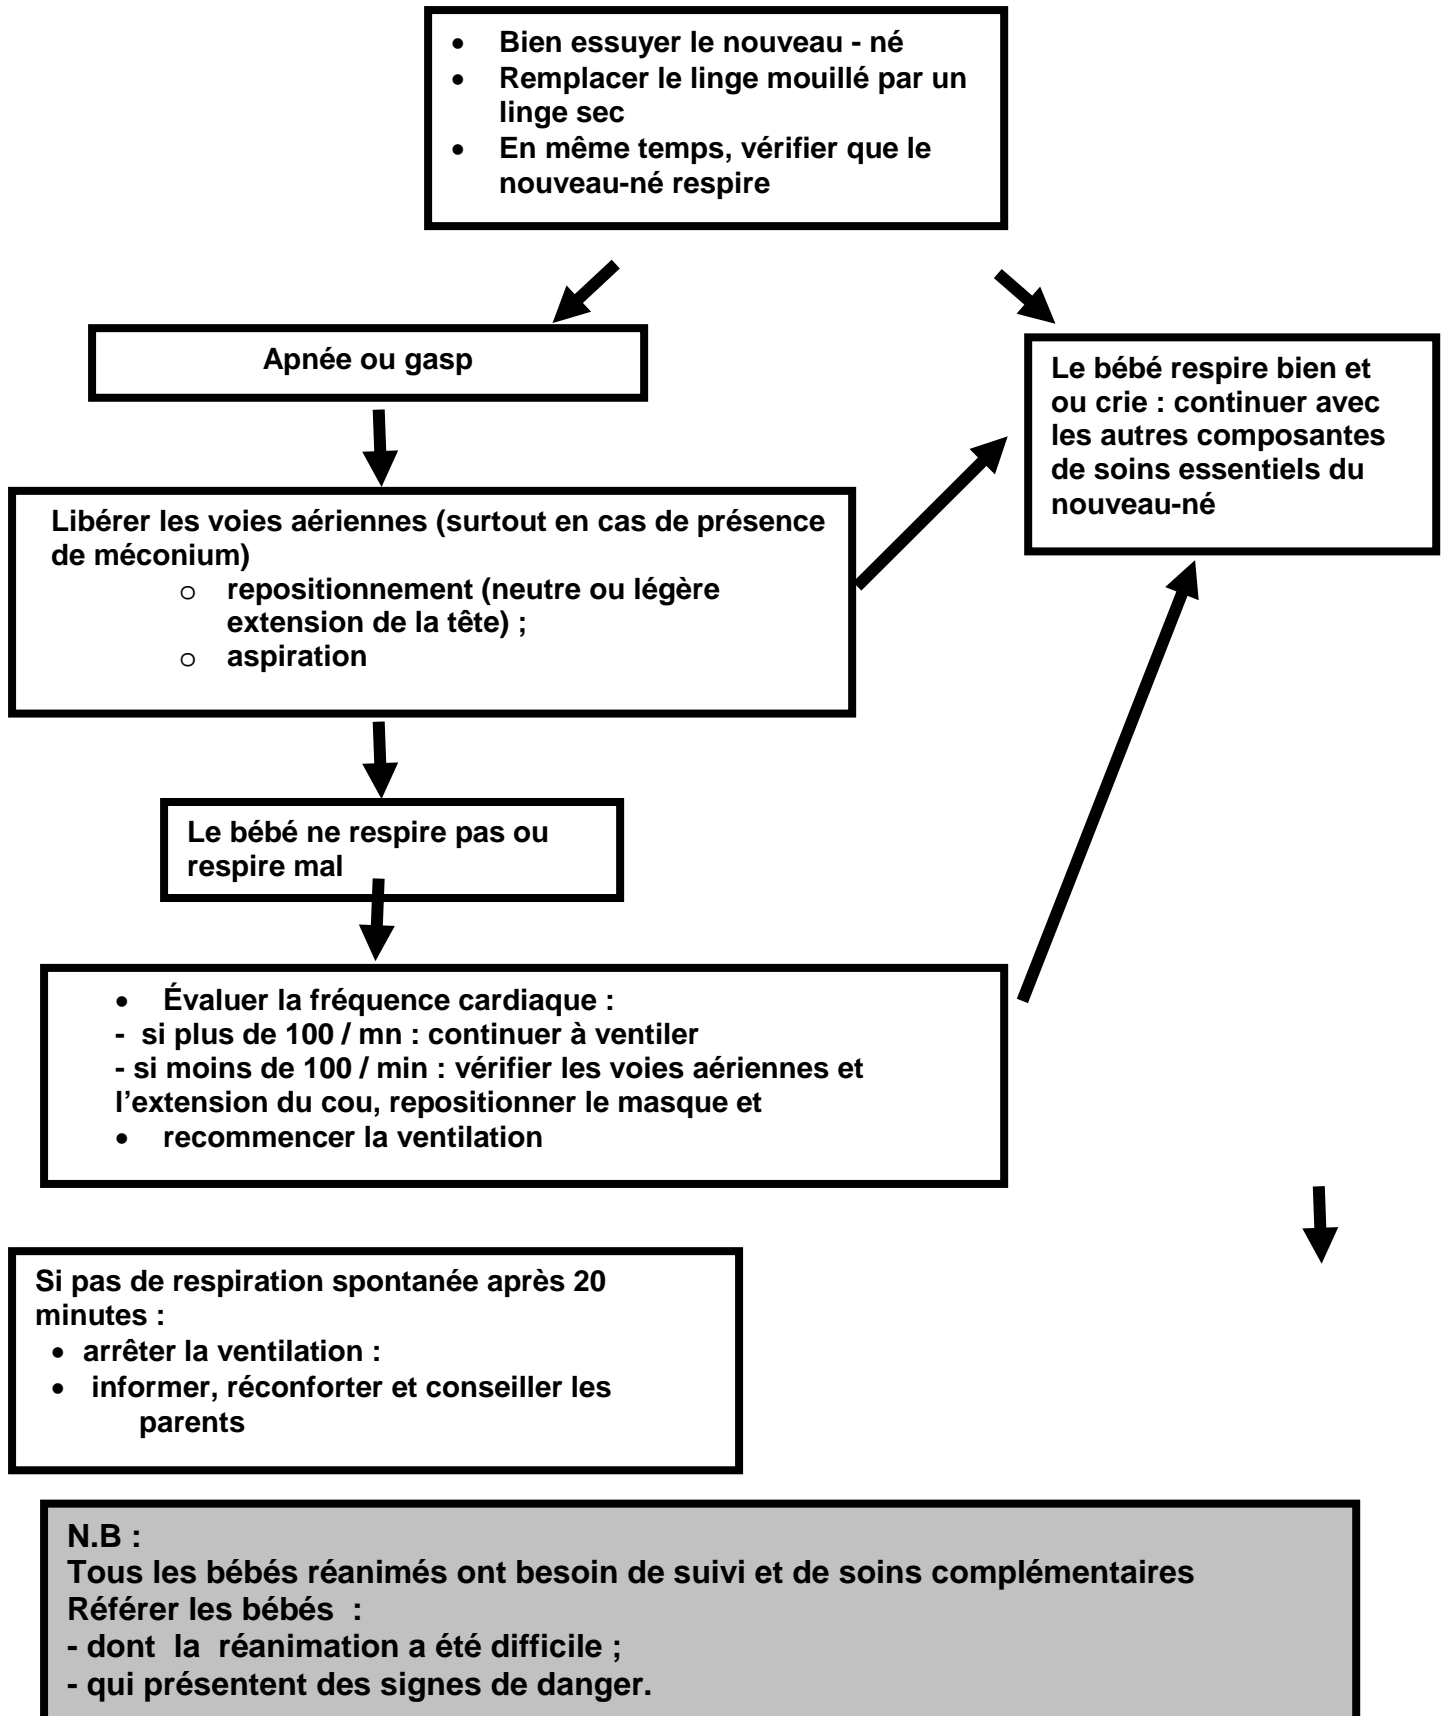 • Bien essuyer le nouveau - né
• Remplacer le linge mouillé par un
linge sec
• En même temps, vérifier que le
nouveau-né respire
Apnée ou gasp
Le bébé respire bien et
ou crie : continuer avec
les autres composantes
de soins essentiels du
nouveau-né
Libérer les voies aériennes (surtout en cas de présence
de méconium)
o repositionnement (neutre ou légère
extension de la tête) ;
o aspiration
Le bébé ne respire pas ou
respire mal
• Évaluer la fréquence cardiaque :
- si plus de 100 / mn : continuer à ventiler
- si moins de 100 / min : vérifier les voies aériennes et
l’extension du cou, repositionner le masque et
• recommencer la ventilation
Si pas de respiration spontanée après 20
minutes :
• arrêter la ventilation :
• informer, réconforter et conseiller les
parents
N.B :
Tous les bébés réanimés ont besoin de suivi et de soins complémentaires
Référer les bébés :
- dont la réanimation a été difficile ;
- qui présentent des signes de danger.